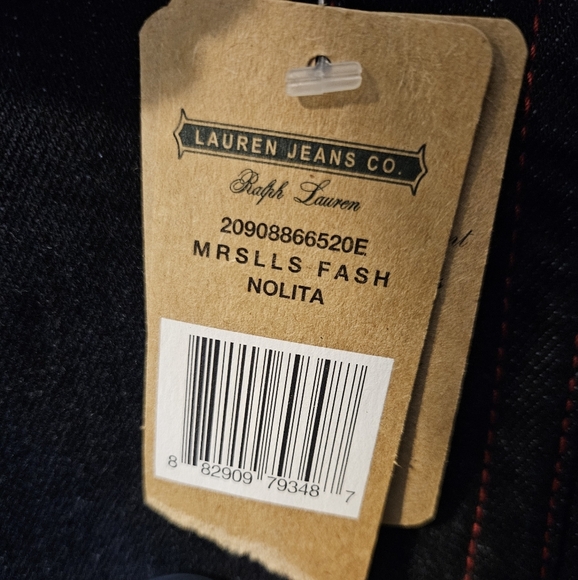 LAUREN JEANS CO.
Ralph Lauren
20908866520E
MRSLLS FASH
NOLITA
8 82909 79348 7